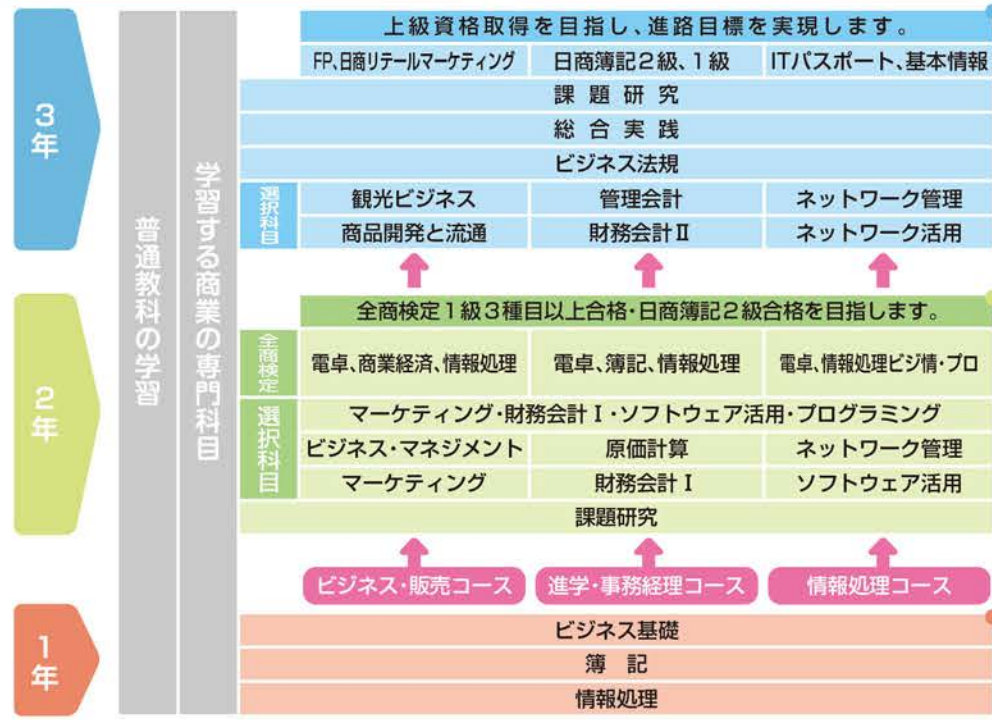 3年
普通教科の学習
学習する商業の専門科目
上級資格取得を目指し、進路目標を実現します。
FP、日商リテールマーケティング
日商簿記2級、1級
ITパスポート、基本情報
課題研究
総合実践
ビジネス法規
選択科目
観光ビジネス
管理会計
ネットワーク管理
商品開発と流通
財務会計Ⅱ
ネットワーク活用
2年
全商検定1級3種目以上合格・日商簿記2級合格を目指します。
全商検定
電卓、商業経済、情報処理
電卓、簿記、情報処理
電卓、情報処理ビジ情・プロ
選択科目
マーケティング・財務会計Ⅰ・ソフトウェア活用・プログラミング
ビジネス・マネジメント
原価計算
ネットワーク管理
マーケティング
財務会計Ⅰ
ソフトウェア活用
課題研究
ビジネス・販売コース
進学・事務経理コース
情報処理コース
1年
ビジネス基礎
簿記
情報処理